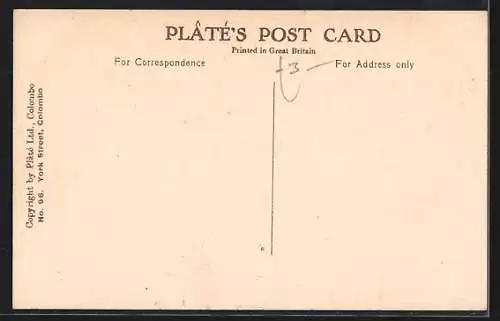 PLÂTÉ'S POST CARD
Printed in Great Britain
For Correspondence
3-
For Address only
Copyright by Plâté Ltd., Colombo
No. 96. York Street, Colombo